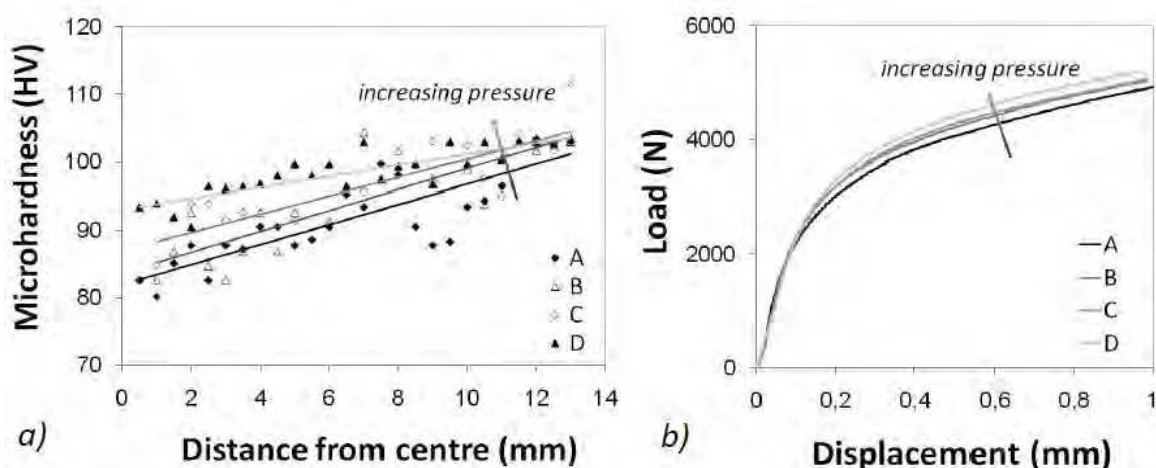 Microhardness (HV)
120
110
100
90
80
70
increasing pressure
A
B
C
D
0 2 4 6 8 10 12 14
a)
Distance from centre (mm)
Load (N)
6000
4000
2000
0
increasing pressure
A
B
C
D
0 0,2 0,4 0,6 0,8 1
b)
Displacement (mm)